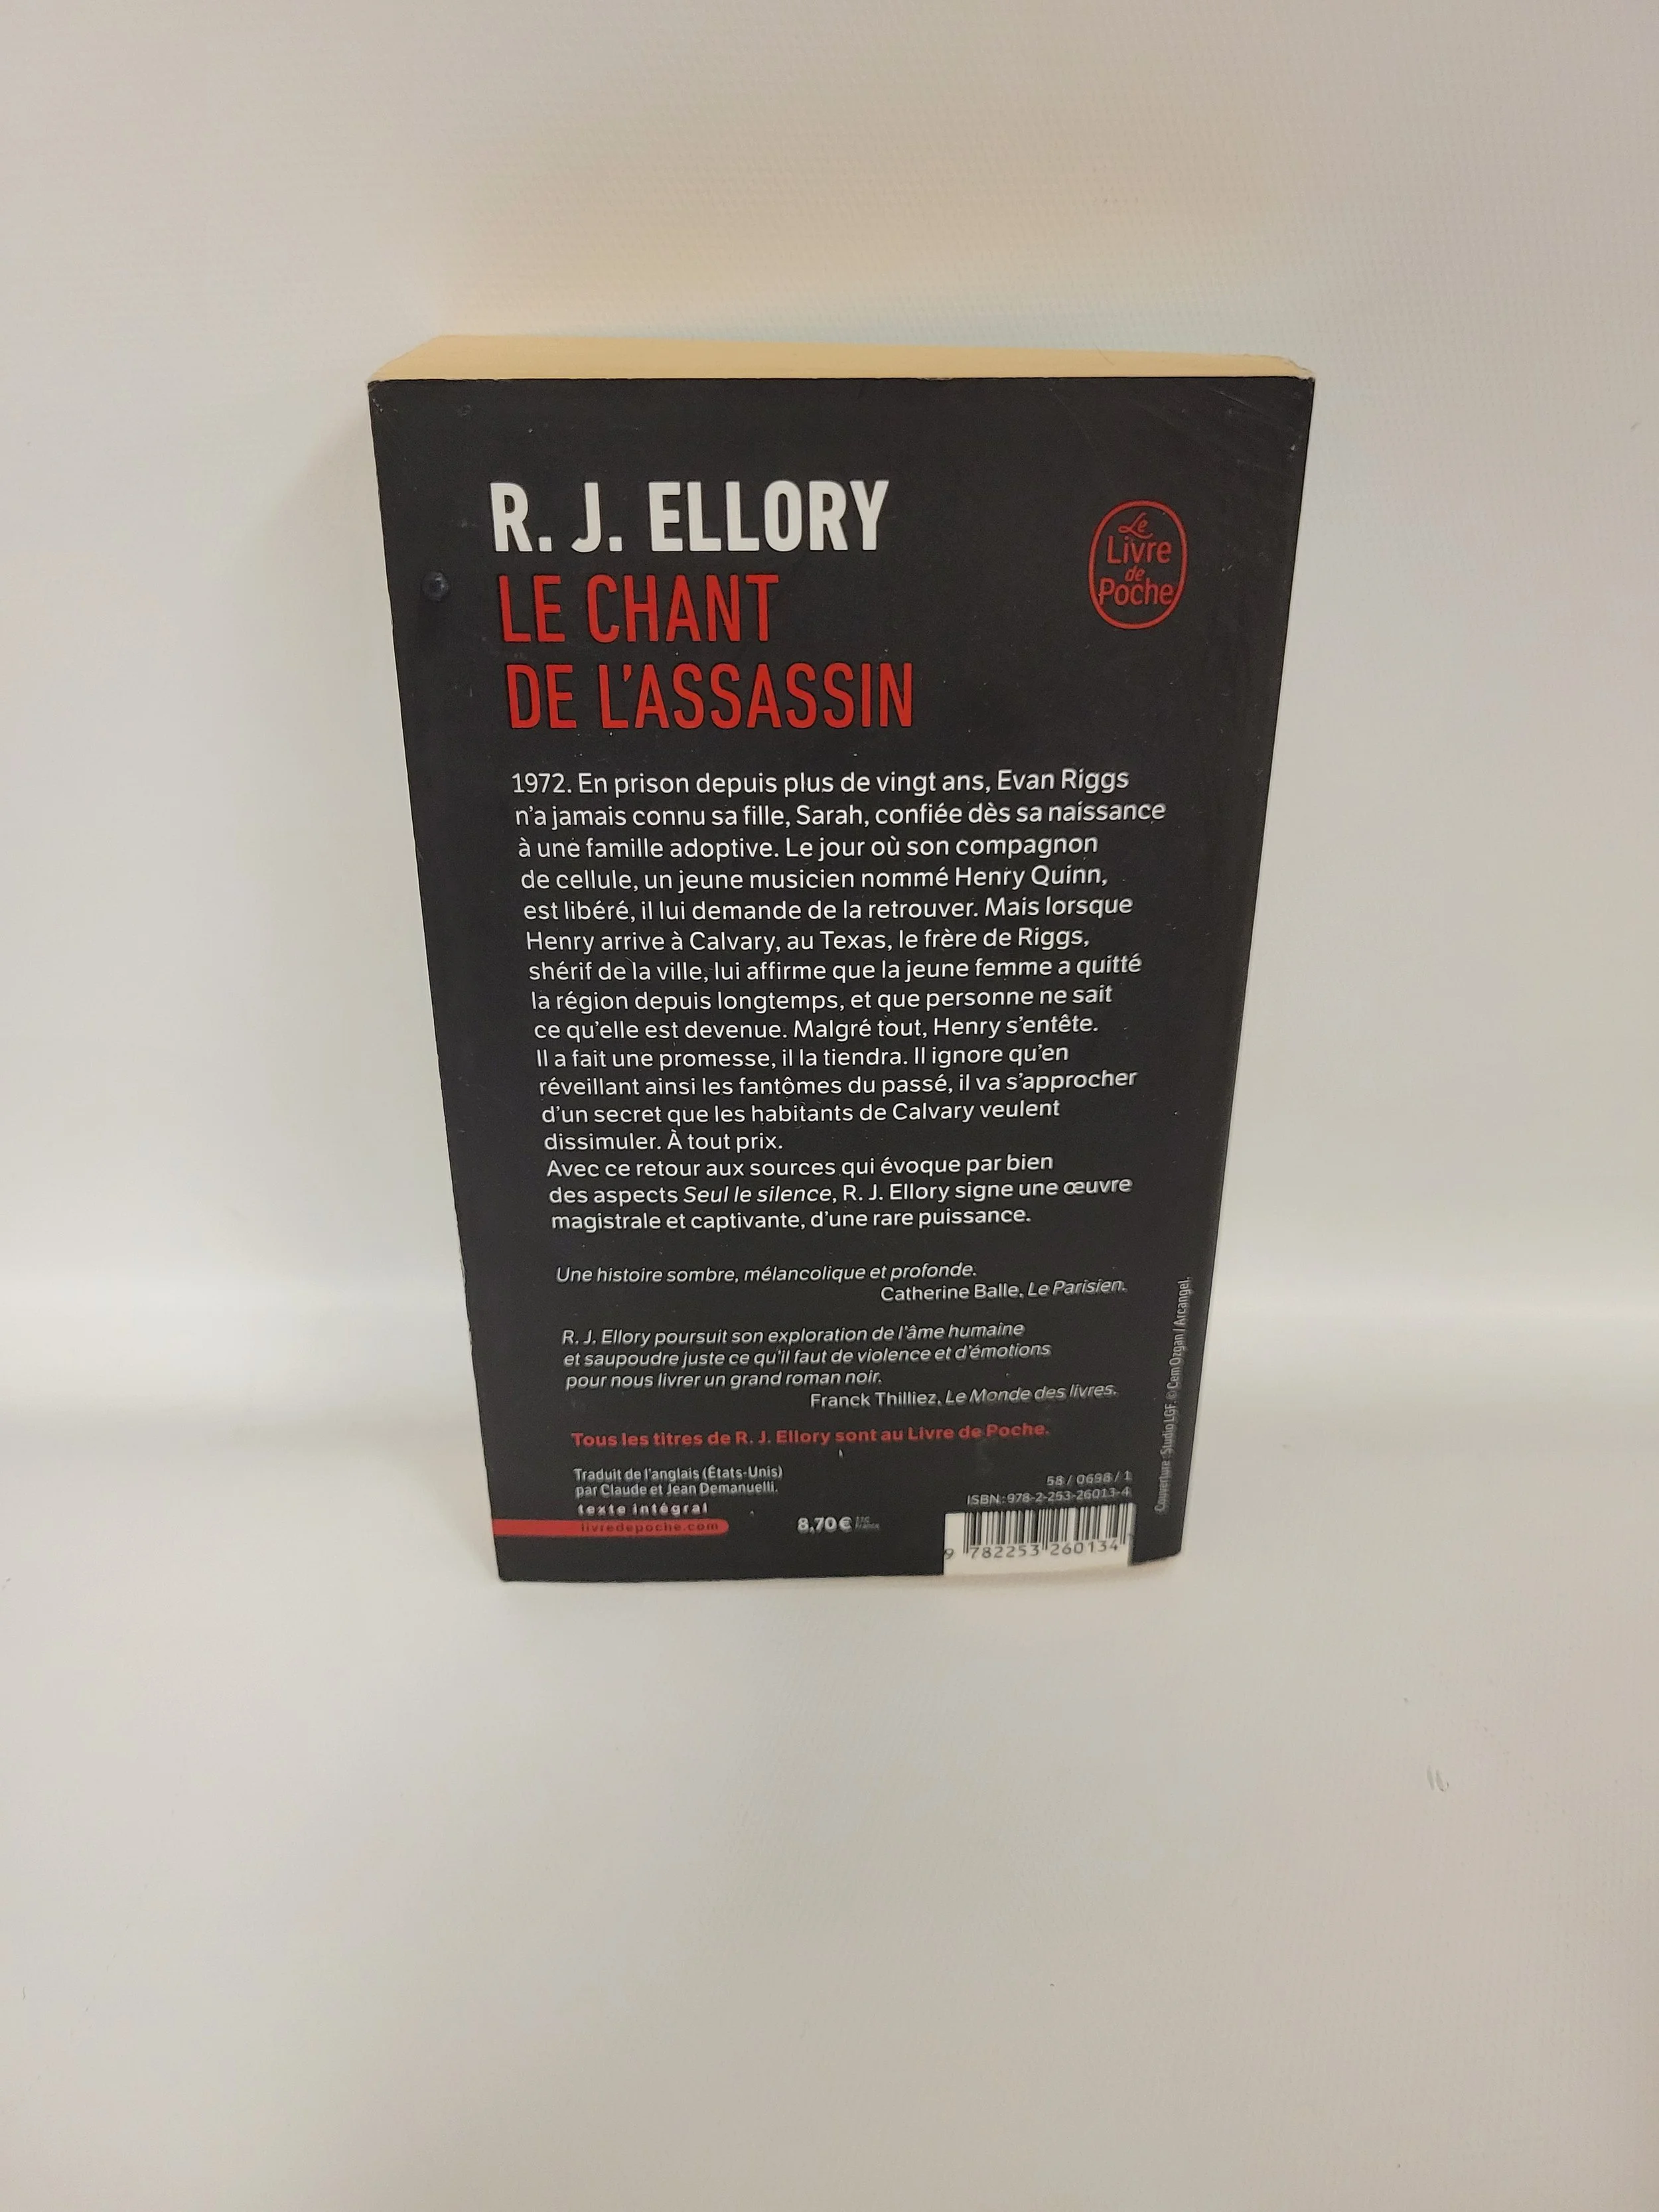 R. J. ELLORY
LE CHANT
DE L'ASSASSIN
Le
Livre
de
Poche
1972. En prison depuis plus de vingt ans, Evan Riggs
n'a jamais connu sa fille, Sarah, confiée dès sa naissance
à une famille adoptive. Le jour où son compagnon
de cellule, un jeune musicien nommé Henry Quinn,
est libéré, il lui demande de la retrouver. Mais lorsque
Henry arrive à Calvary, au Texas, le frère de Riggs,
shérif de la ville, lui affirme que la jeune femme a quitté
la région depuis longtemps, et que personne ne sait
ce qu'elle est devenue. Malgré tout, Henry s'entête.
Il a fait une promesse, il la tiendra. Il ignore qu'en
réveillant ainsi les fantômes du passé, il va s'approcher
d'un secret que les habitants de Calvary veulent
dissimuler. À tout prix.
Avec ce retour aux sources qui évoque par bien
des aspects Seul le silence, R. J. Ellory signe une œuvre
magistrale et captivante, d'une rare puissance.
Une histoire sombre, mélancolique et profonde.
Catherine Balle, Le Parisien.
R. J. Ellory poursuit son exploration de l'âme humaine
et saupoudre juste ce qu'il faut de violence et d'émotions
pour nous livrer un grand roman noir.
Franck Thilliez, Le Monde des livres.
Tous les titres de R. J. Ellory sont au Livre de Poche.
Traduit de l'anglais (États-Unis)
par Claude et Jean Demanuelli.
texte intégral
livredepoche.com
8,70 €
58 / 0698 / 1
ISBN : 978-2-253-26013-4
9 782253 260134
Couverture : Studio LGF. © Cem Ozgan / Arcangel.